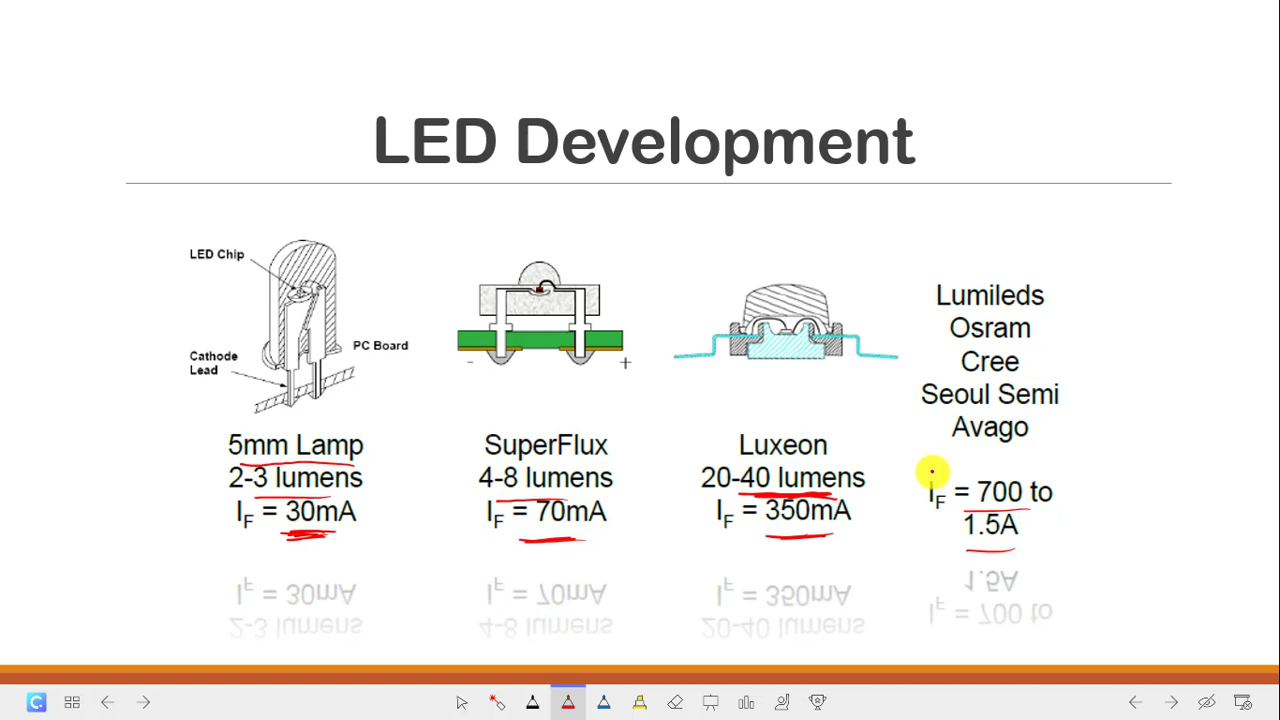 LED Development
LED Chip
Cathode
Lead
PC Board
5mm Lamp
2-3 lumens
IF = 30mA
- +
SuperFlux
4-8 lumens
IF = 70mA
Luxeon
20-40 lumens
IF = 350mA
Lumileds
Osram
Cree
Seoul Semi
Avago
IF = 700 to
1.5A